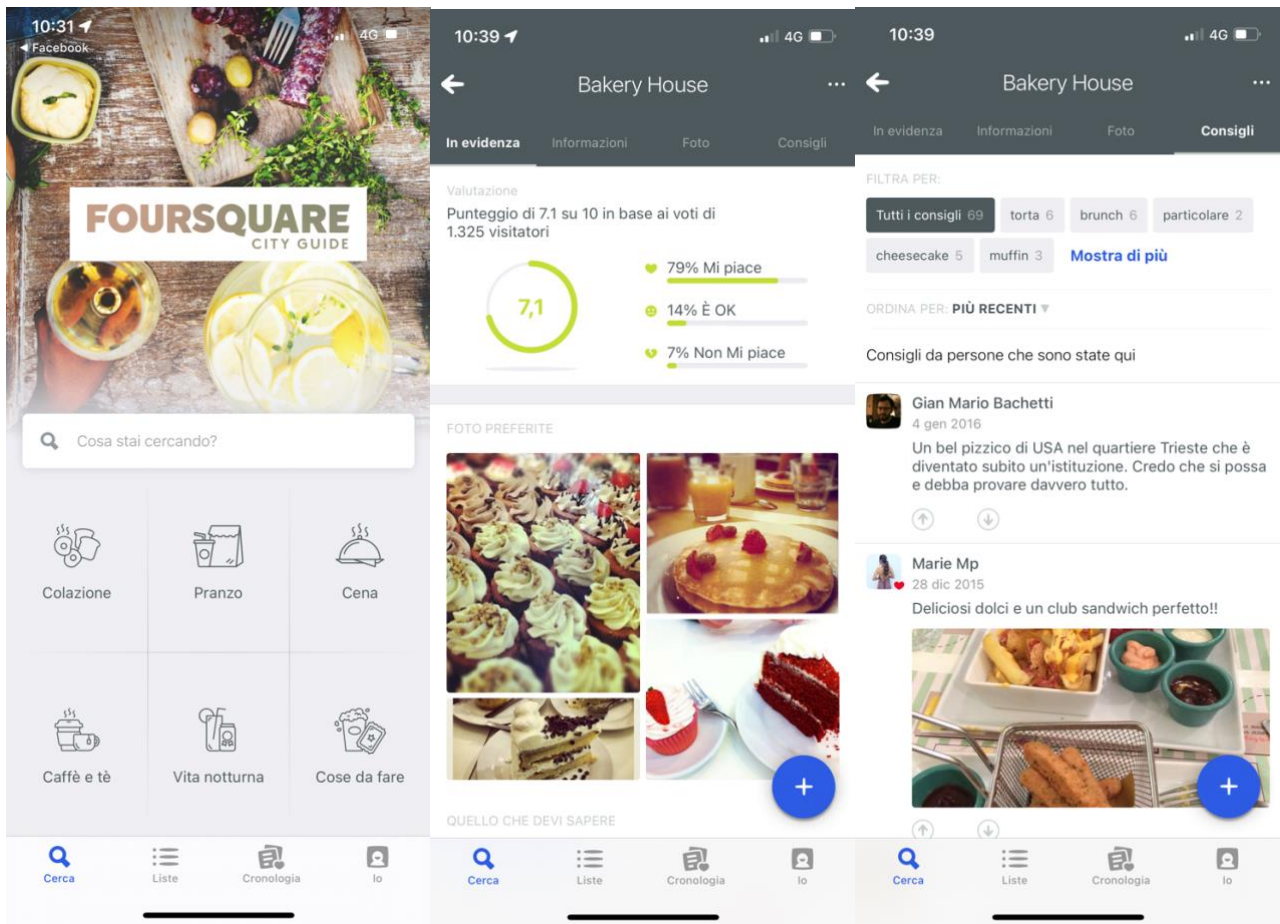 10:31
4G
Facebook
FOURSQUARE
CITY GUIDE
Cosa stai cercando?
Colazione
Pranzo
Cena
Caffè e tè
Vita notturna
Cose da fare
Cerca
Liste
Cronologia
Io
10:39
4G
Bakery House
In evidenza
Informazioni
Foto
Consigli
Valutazione
Punteggio di 7.1 su 10 in base ai voti di
1.325 visitatori
7,1
79% Mi piace
14% È OK
7% Non Mi piace
FOTO PREFERITE
QUELLO CHE DEVI SAPERE
Cerca
Liste
Cronologia
Io
10:39
4G
Bakery House
In evidenza
Informazioni
Foto
Consigli
FILTRA PER:
Tutti i consigli 69
torta 6
brunch 6
particolare 2
cheesecake 5
muffin 3
Mostra di più
ORDINA PER: PIÙ RECENTI
Consigli da persone che sono state qui
Gian Mario Bachetti
4 gen 2016
Un bel pizzico di USA nel quartiere Trieste che è
diventato subito un'istituzione. Credo che si possa
e debba provare davvero tutto.
Marie Mp
28 dic 2015
Deliciosi dolci e un club sandwich perfetto!!
Cerca
Liste
Cronologia
Io